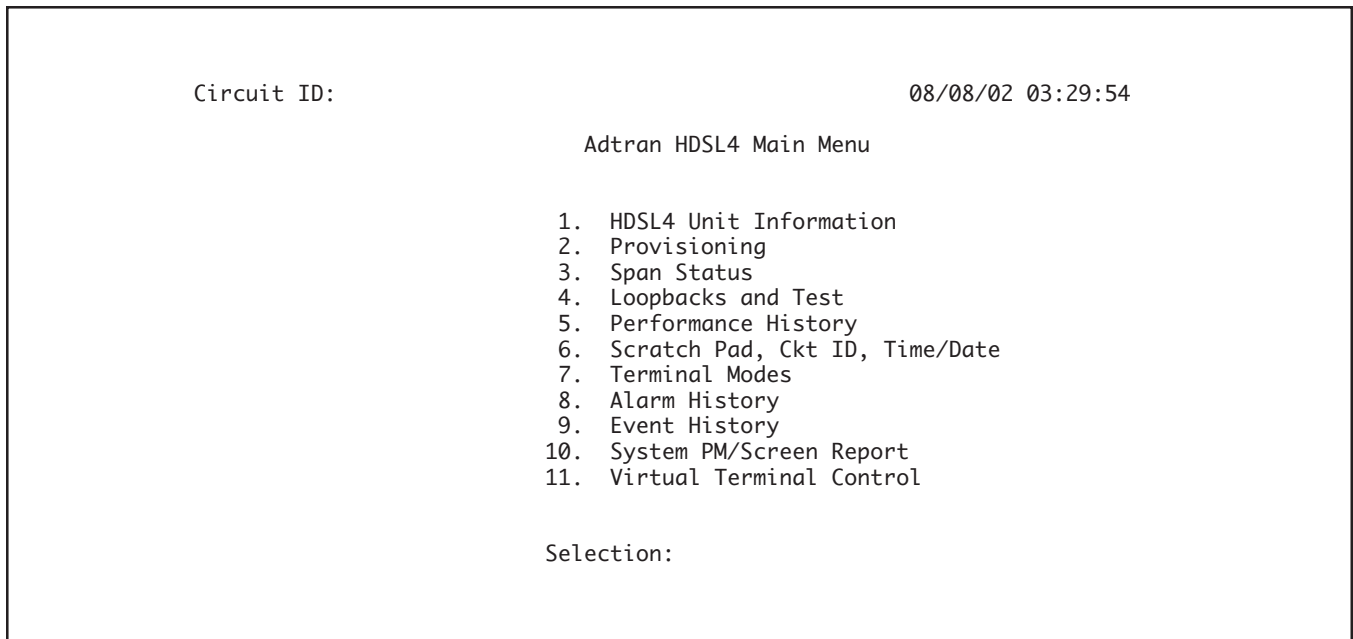 Circuit ID: 08/08/02 03:29:54
Adtran HDSL4 Main Menu
1. HDSL4 Unit Information
2. Provisioning
3. Span Status
4. Loopbacks and Test
5. Performance History
6. Scratch Pad, Ckt ID, Time/Date
7. Terminal Modes
8. Alarm History
9. Event History
10. System PM/Screen Report
11. Virtual Terminal Control
Selection: